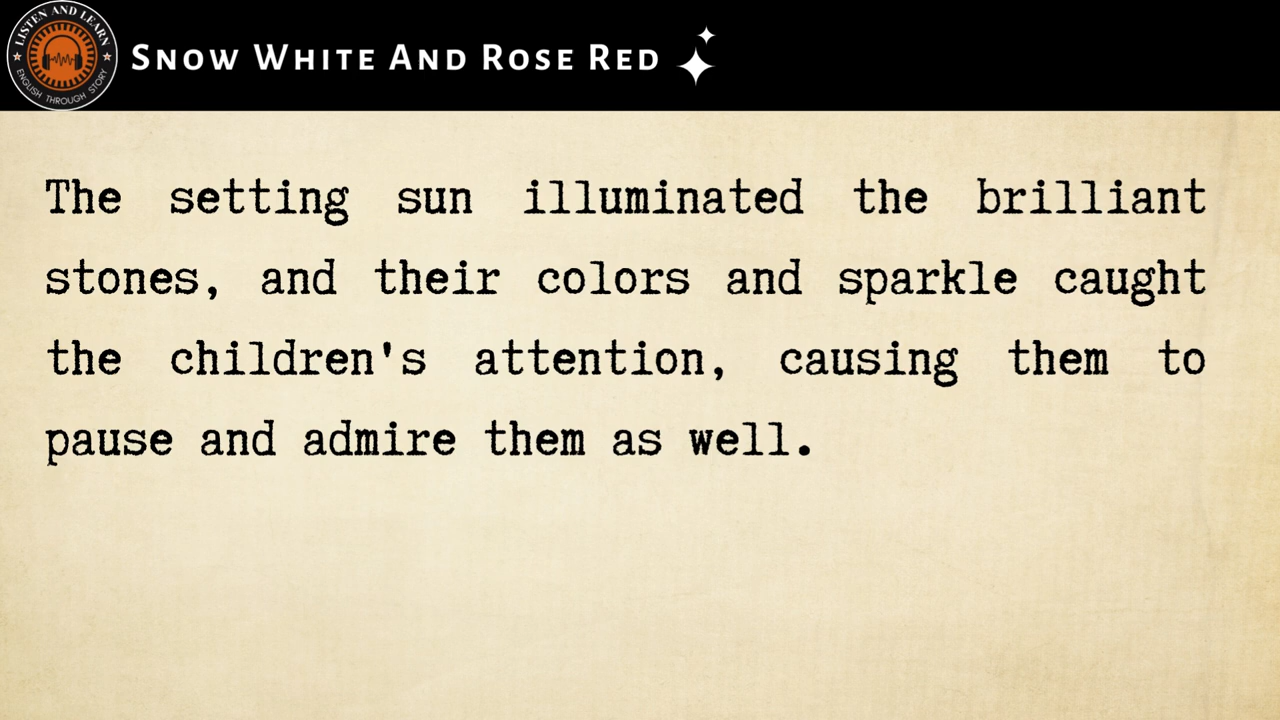 LISTEN AND LEARN
ENGLISH THROUGH STORY
Snow White And Rose Red
The setting sun illuminated the brilliant
stones, and their colors and sparkle caught
the children's attention, causing them to
pause and admire them as well.